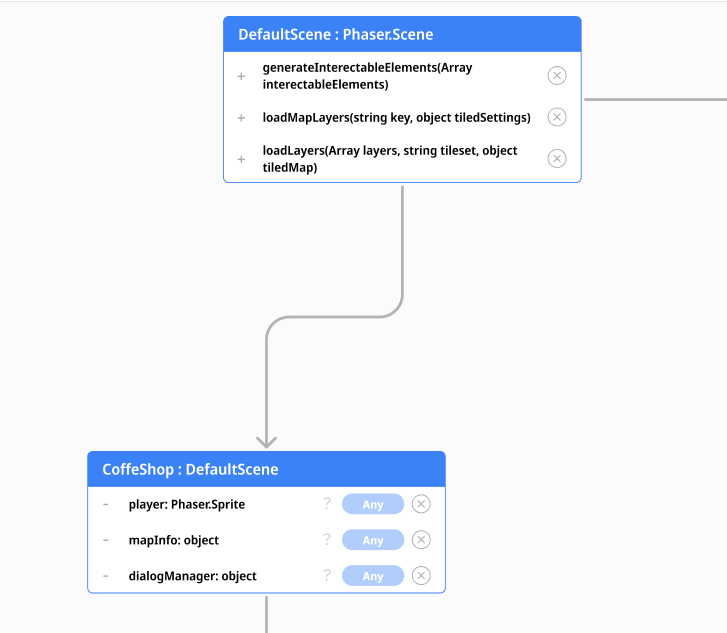 DefaultScene : Phaser.Scene
+ generateInterectableElements(Array
interectableElements)
+ loadMapLayers(string key, object tiledSettings)
+ loadLayers(Array layers, string tileset, object
tiledMap)
CoffeShop : DefaultScene
- player: Phaser.Sprite ? Any
- mapInfo: object ? Any
- dialogManager: object ? Any